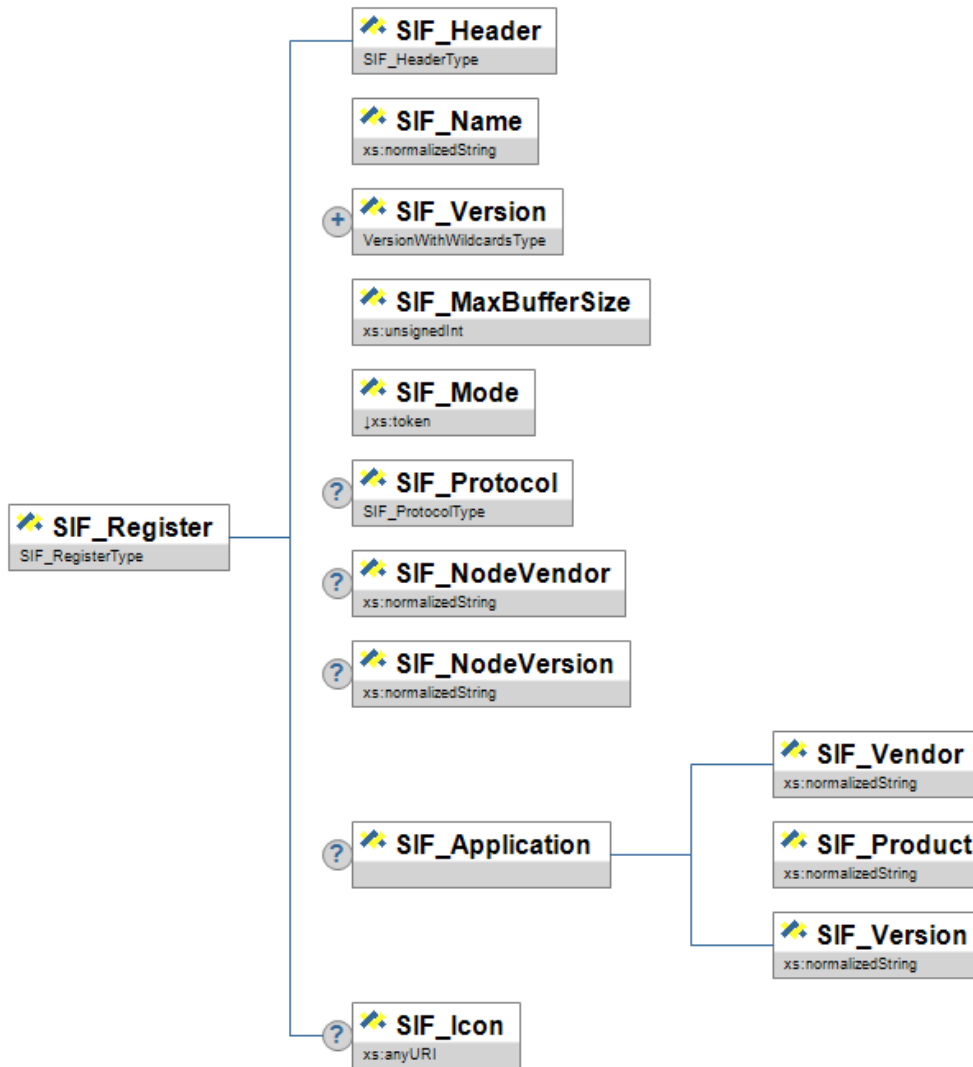 SIF_Header
SIF_HeaderType
SIF_Name
xs:normalizedString
+
SIF_Version
VersionWithWildcardsType
SIF_MaxBufferSize
xs:unsignedInt
SIF_Mode
↓xs:token
?
SIF_Protocol
SIF_ProtocolType
SIF_Register
SIF_RegisterType
?
SIF_NodeVendor
xs:normalizedString
?
SIF_NodeVersion
xs:normalizedString
SIF_Vendor
xs:normalizedString
?
SIF_Application
SIF_Product
xs:normalizedString
SIF_Version
xs:normalizedString
?
SIF_Icon
xs:anyURI